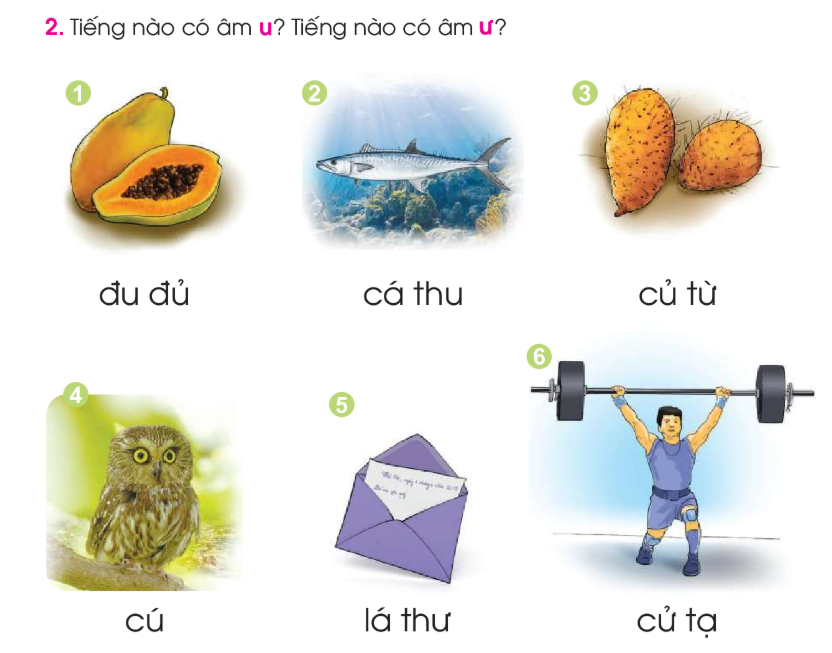 2. Tiếng nào có âm u? Tiếng nào có âm ư?
1
2
3
đu đủ
cá thu
củ từ
4
5
6
cú
lá thư
cử tạ